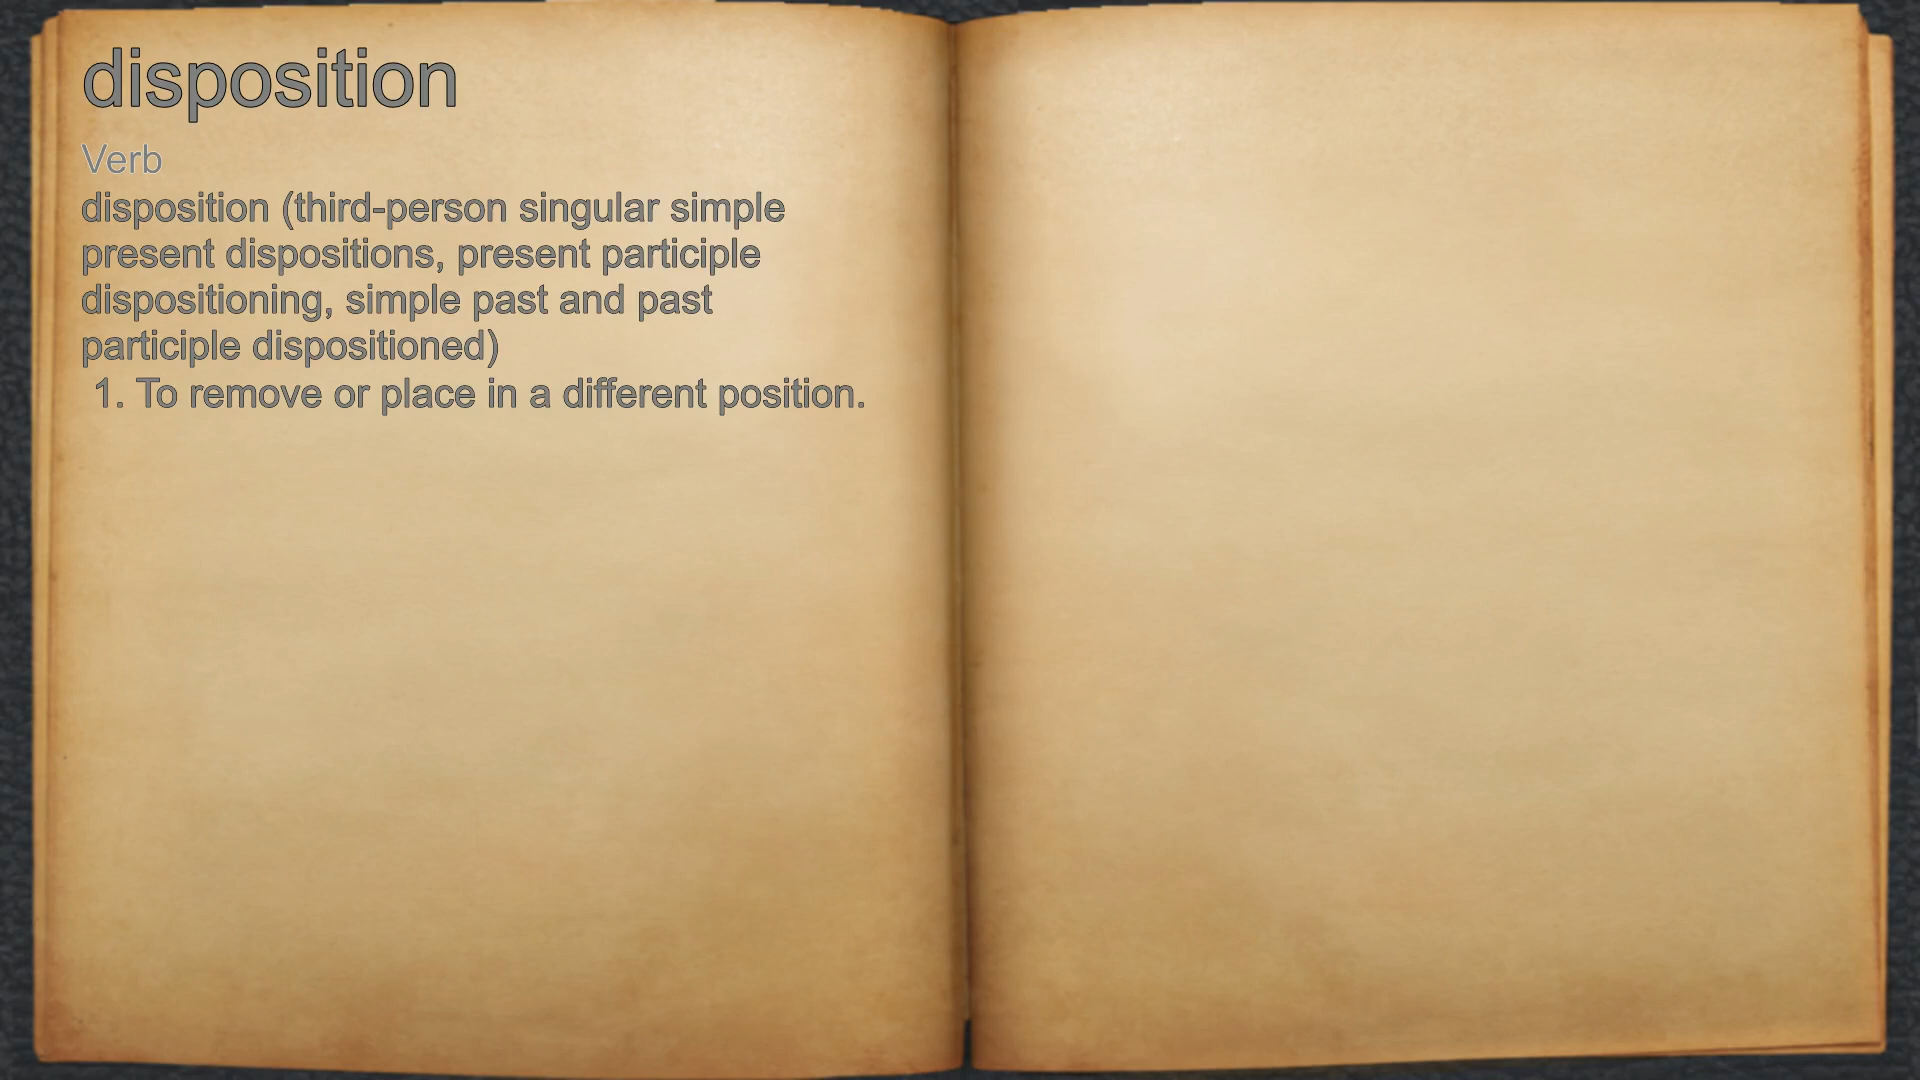 disposition
Verb
disposition (third-person singular simple
present dispositions, present participle
dispositioning, simple past and past
participle dispositioned)
1. To remove or place in a different position.